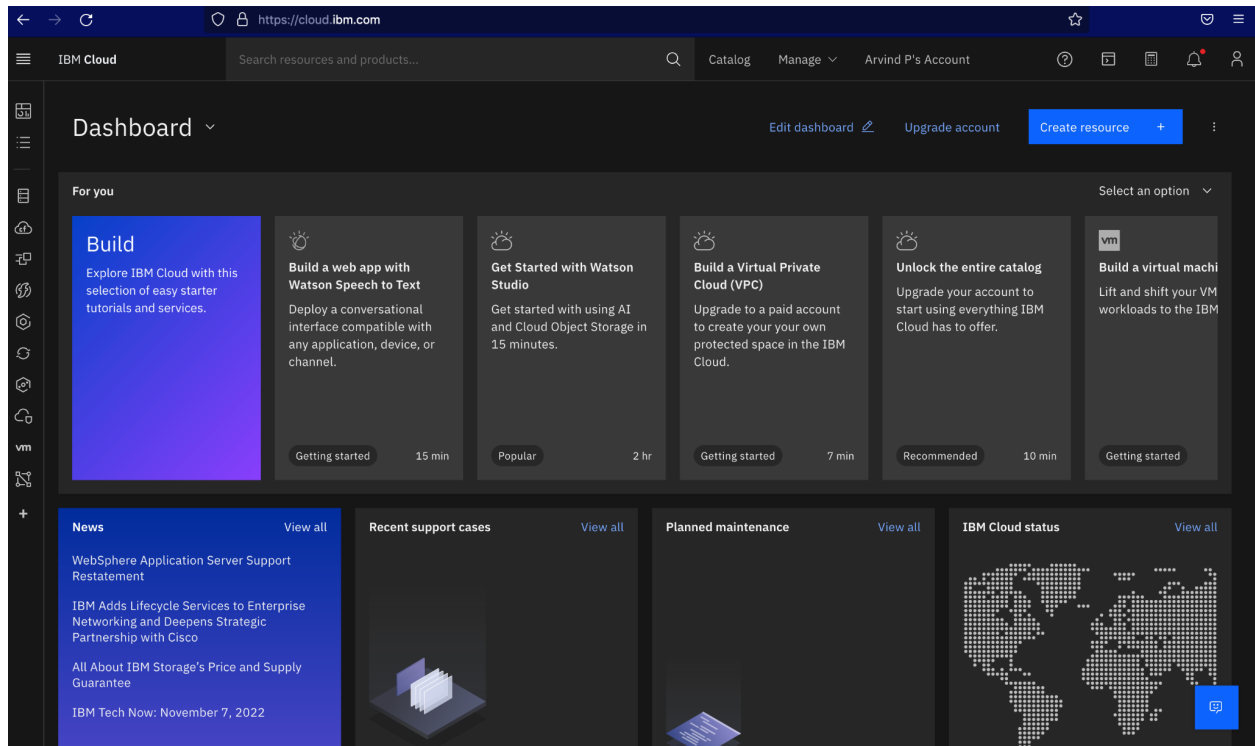 https://cloud.ibm.com
IBM Cloud
Search resources and products...
Catalog
Manage
Arvind P's Account
Dashboard
Edit dashboard
Upgrade account
Create resource +
For you
Select an option
Build
Explore IBM Cloud with this
selection of easy starter
tutorials and services.
Build a web app with
Watson Speech to Text
Deploy a conversational
interface compatible with
any application, device, or
channel.
Getting started
15 min
Get Started with Watson
Studio
Get started with using AI
and Cloud Object Storage in
15 minutes.
Popular
2 hr
Build a Virtual Private
Cloud (VPC)
Upgrade to a paid account
to create your your own
protected space in the IBM
Cloud.
Getting started
7 min
Unlock the entire catalog
Upgrade your account to
start using everything IBM
Cloud has to offer.
Recommended
10 min
vm
Build a virtual machi
Lift and shift your VM
workloads to the IBM
Getting started
vm
News
View all
WebSphere Application Server Support
Restatement
IBM Adds Lifecycle Services to Enterprise
Networking and Deepens Strategic
Partnership with Cisco
All About IBM Storage's Price and Supply
Guarantee
IBM Tech Now: November 7, 2022
Recent support cases
View all
Planned maintenance
View all
IBM Cloud status
View all